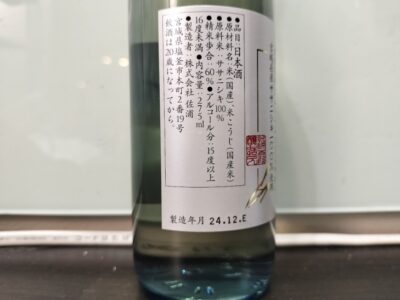 ●品目:日本酒
●原材料名:米(国産)、米こうじ(国産米)
●原料米:ササニシキ100%
●精米歩合:60%●アルコール分:15度以上
16度未満●内容量:275ml
●製造者:株式会社 佐浦
宮城県塩釜市本町2番19号
飲酒は20歳になってから。
製造年月 24.12.E